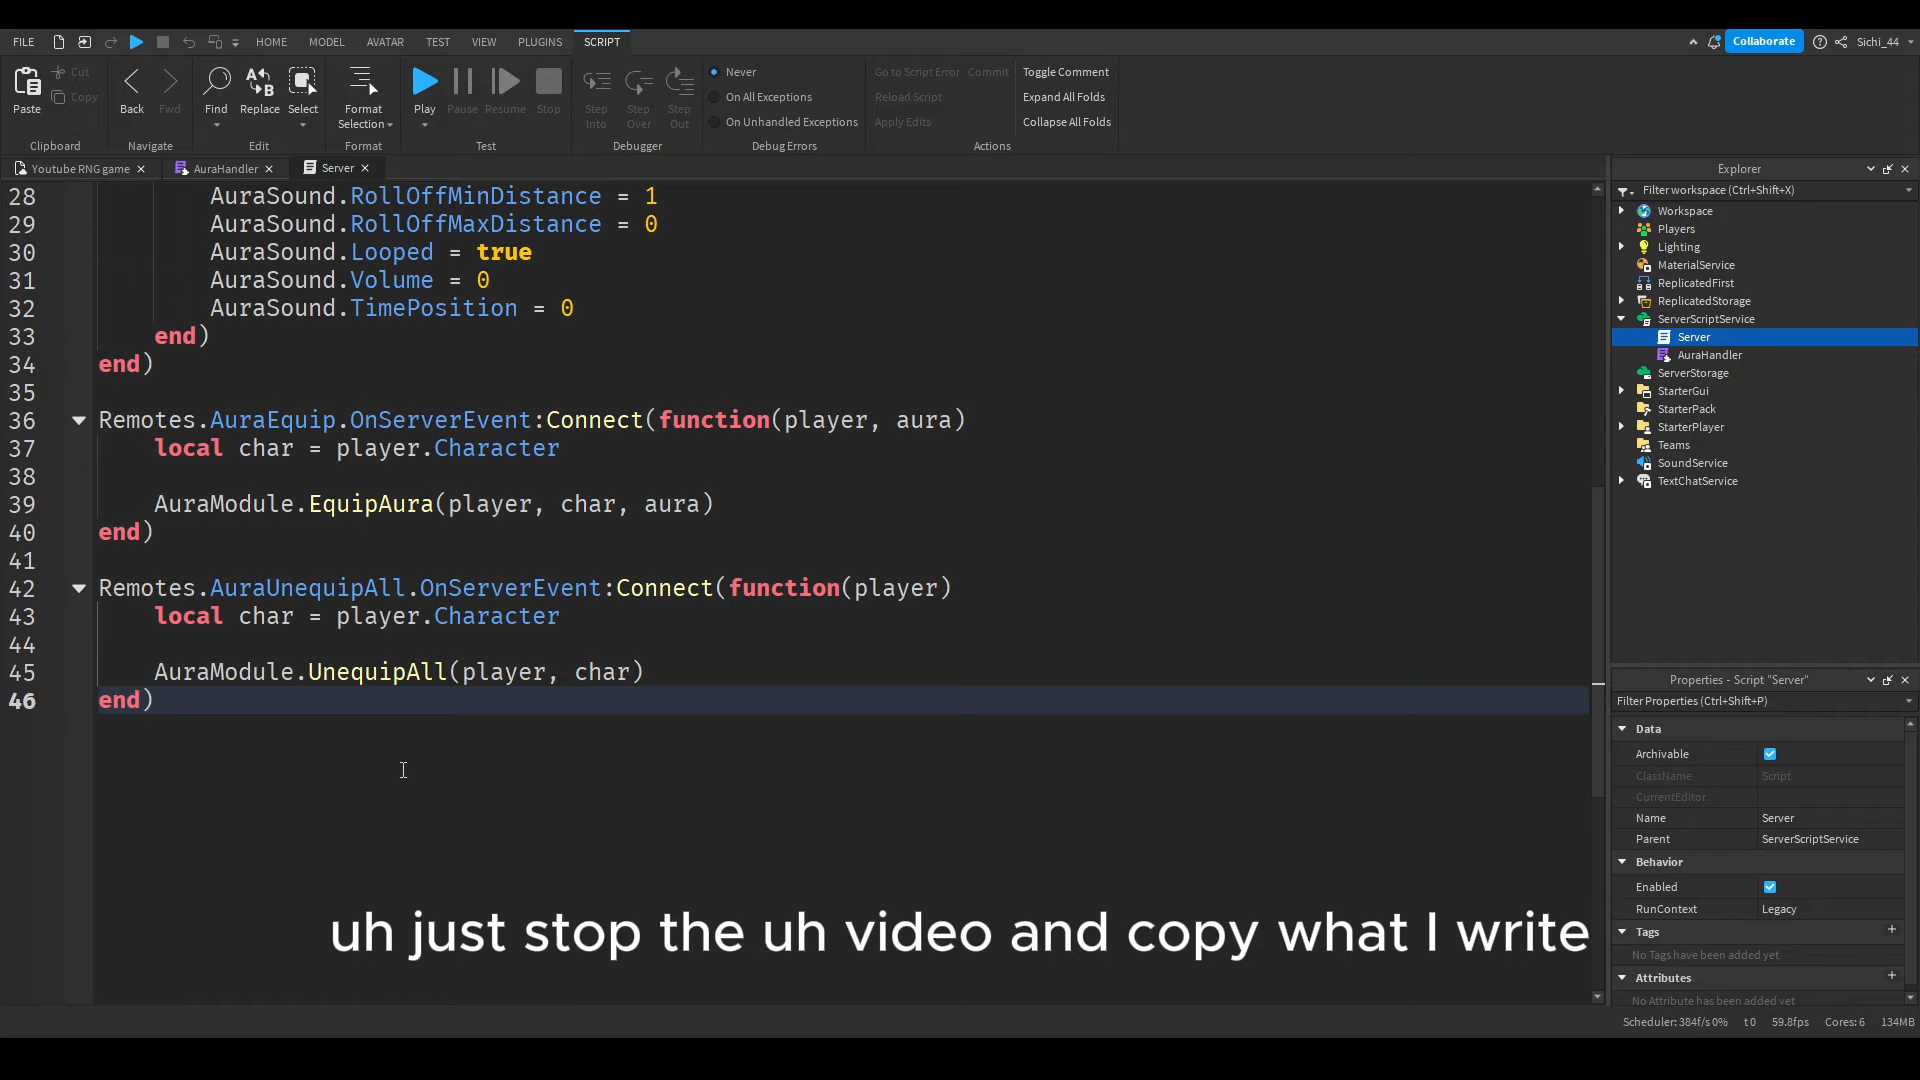 FILE HOME MODEL AVATAR TEST VIEW PLUGINS SCRIPT Collaborate Sichi_44
Paste Cut Copy Back Fwd Find Replace Select Format Selection Play Pause Resume Stop Step Into Step Over Step Out Never On All Exceptions On Unhandled Exceptions Go to Script Error Commit Reload Script Apply Edits Toggle Comment Expand All Folds Collapse All Folds
Clipboard Navigate Edit Format Test Debugger Debug Errors Actions
Youtube RNG game AuraHandler Server
28 AuraSound.RollOffMinDistance = 1
29 AuraSound.RollOffMaxDistance = 0
30 AuraSound.Looped = true
31 AuraSound.Volume = 0
32 AuraSound.TimePosition = 0
33 end)
34 end)
35
36 Remotes.AuraEquip.OnServerEvent:Connect(function(player, aura)
37 local char = player.Character
38
39 AuraModule.EquipAura(player, char, aura)
40 end)
41
42 Remotes.AuraUnequipAll.OnServerEvent:Connect(function(player)
43 local char = player.Character
44
45 AuraModule.UnequipAll(player, char)
46 end)
uh just stop the uh video and copy what I write
Explorer
Filter workspace (Ctrl+Shift+X)
Workspace
Players
Lighting
MaterialService
ReplicatedFirst
ReplicatedStorage
ServerScriptService
Server
AuraHandler
ServerStorage
StarterGui
StarterPack
StarterPlayer
Teams
SoundService
TextChatService
Properties - Script "Server"
Filter Properties (Ctrl+Shift+P)
Data
Archivable
ClassName Script
CurrentEditor
Name Server
Parent ServerScriptService
Behavior
Enabled
RunContext Legacy
Tags
No Tags have been added yet
Attributes
No Attribute has been added yet
Scheduler: 384f/s 0% t 0 59.8fps Cores: 6 134MB